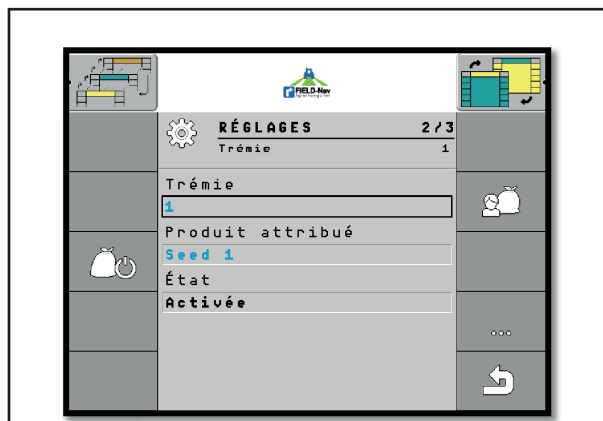 FIELD-Nav
RÉGLAGES 2/3
Trémie 1
Trémie
1
Produit attribué
Seed 1
État
Activée
...